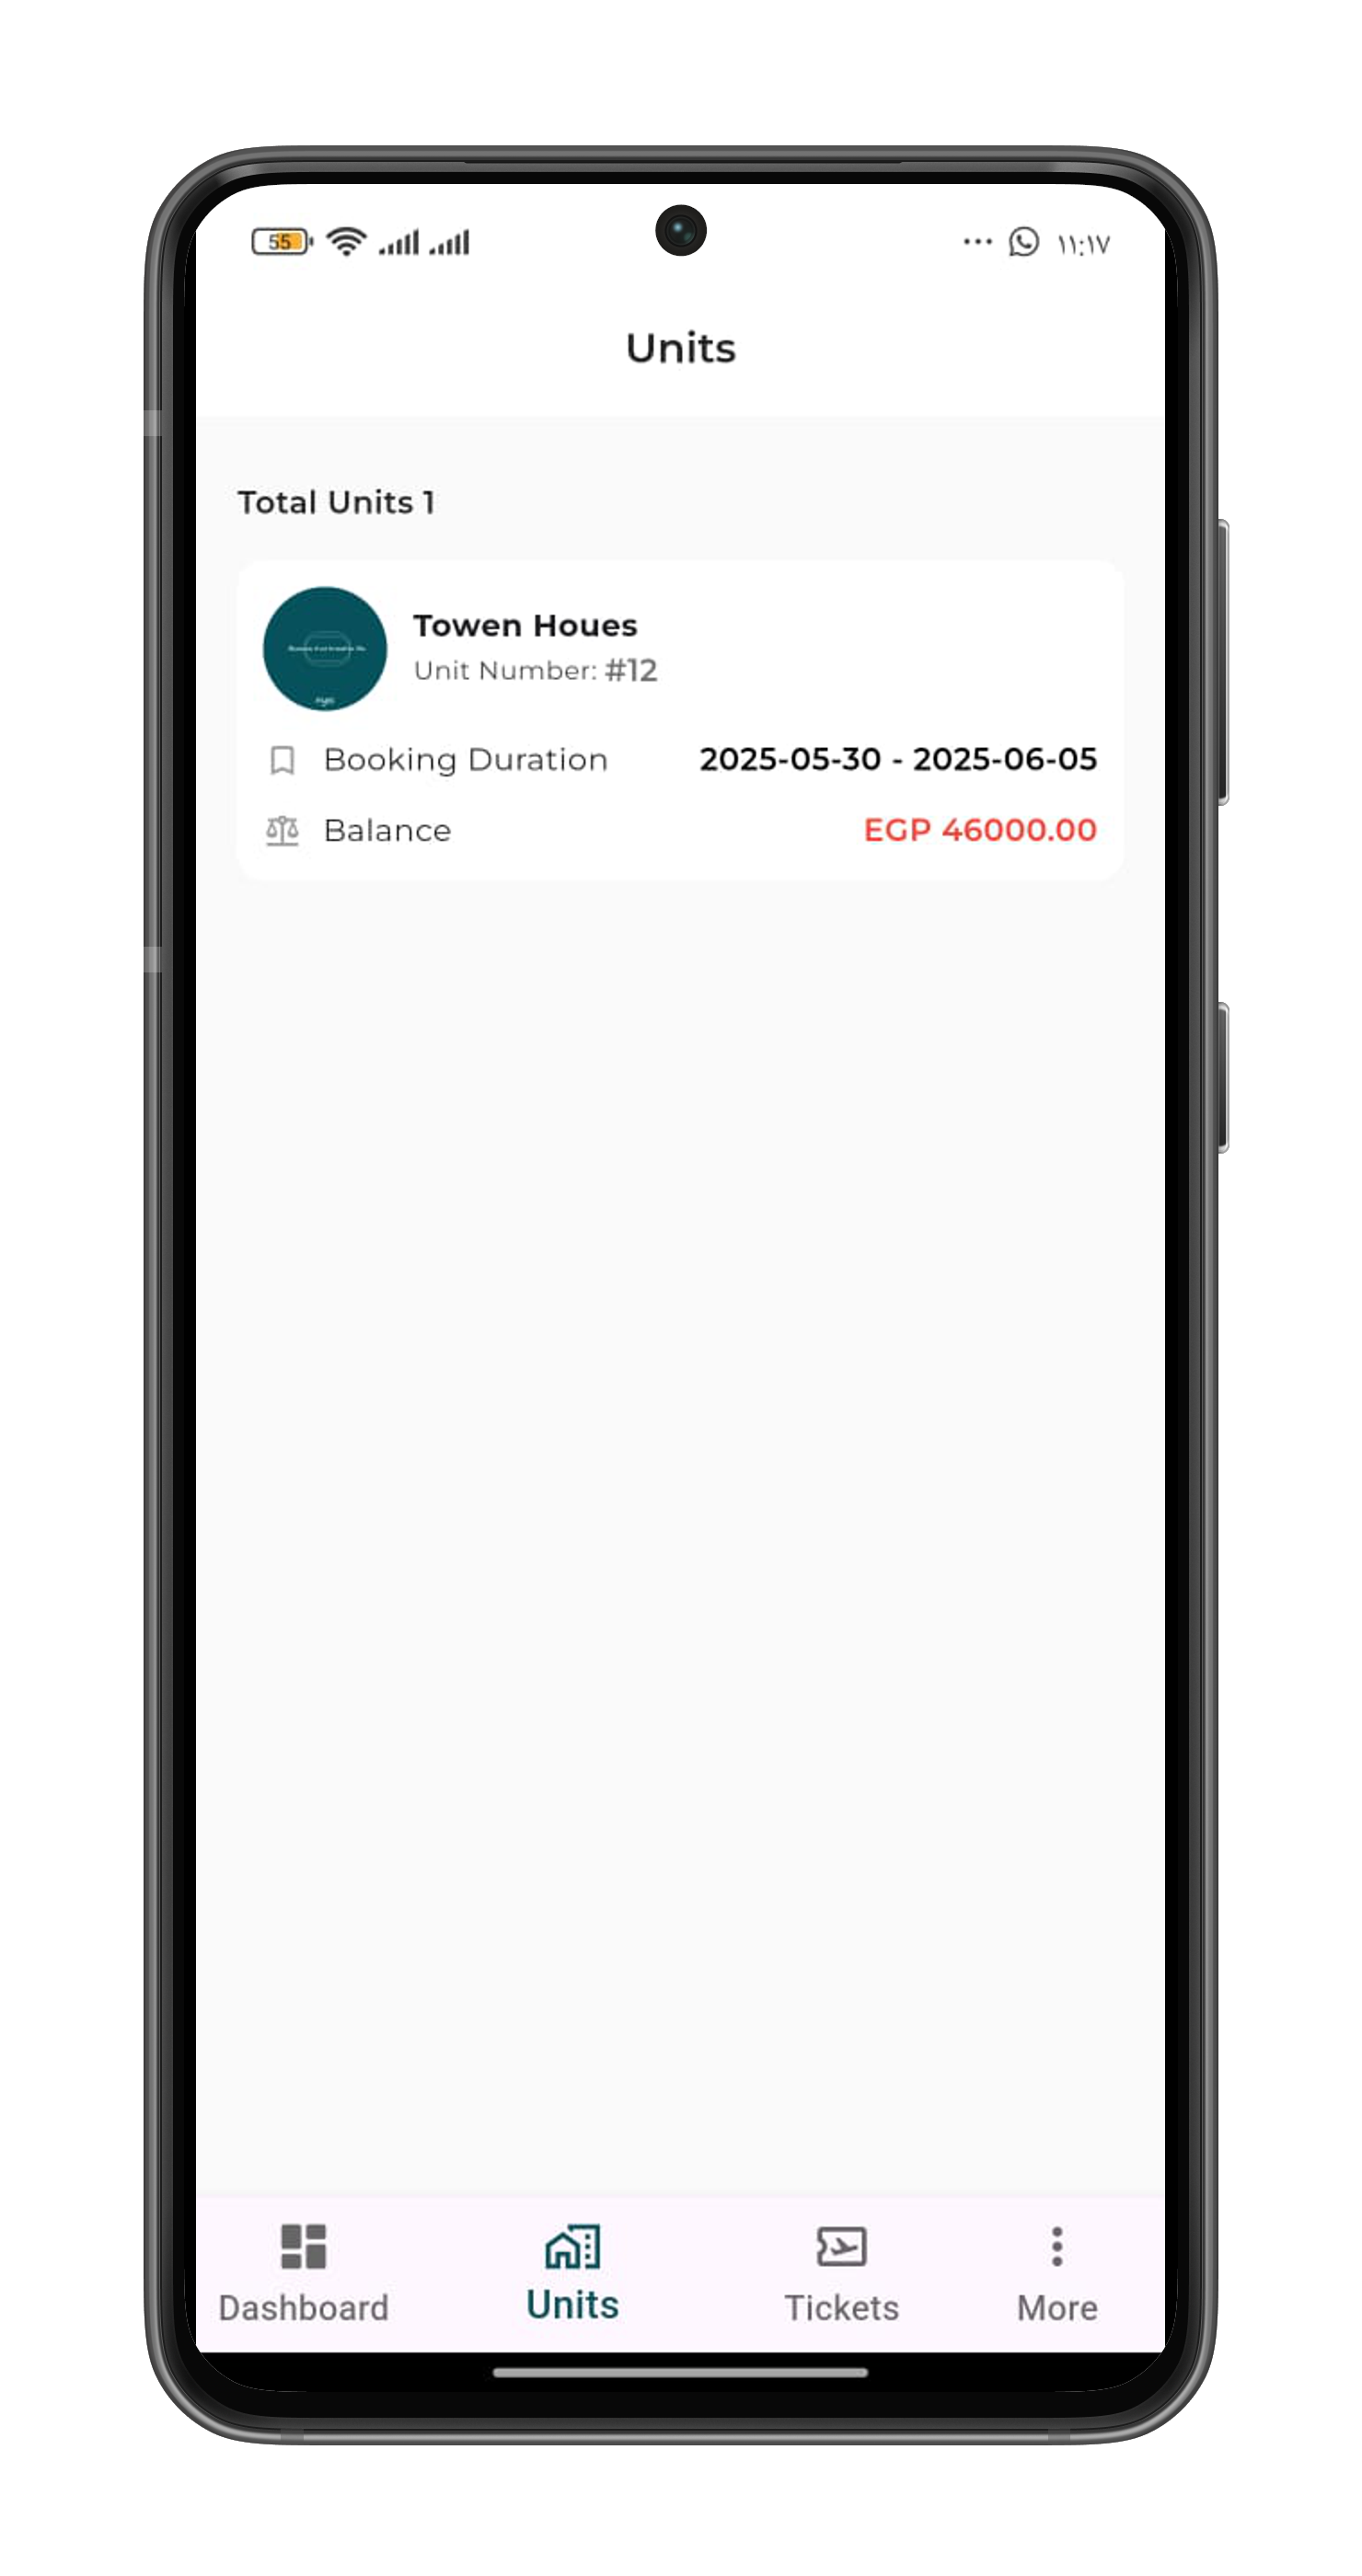 55
١١:١٧
Units
Total Units 1
Towen Houes
Unit Number: #12
Booking Duration 2025-05-30 - 2025-06-05
Balance EGP 46000.00
Dashboard Units Tickets More